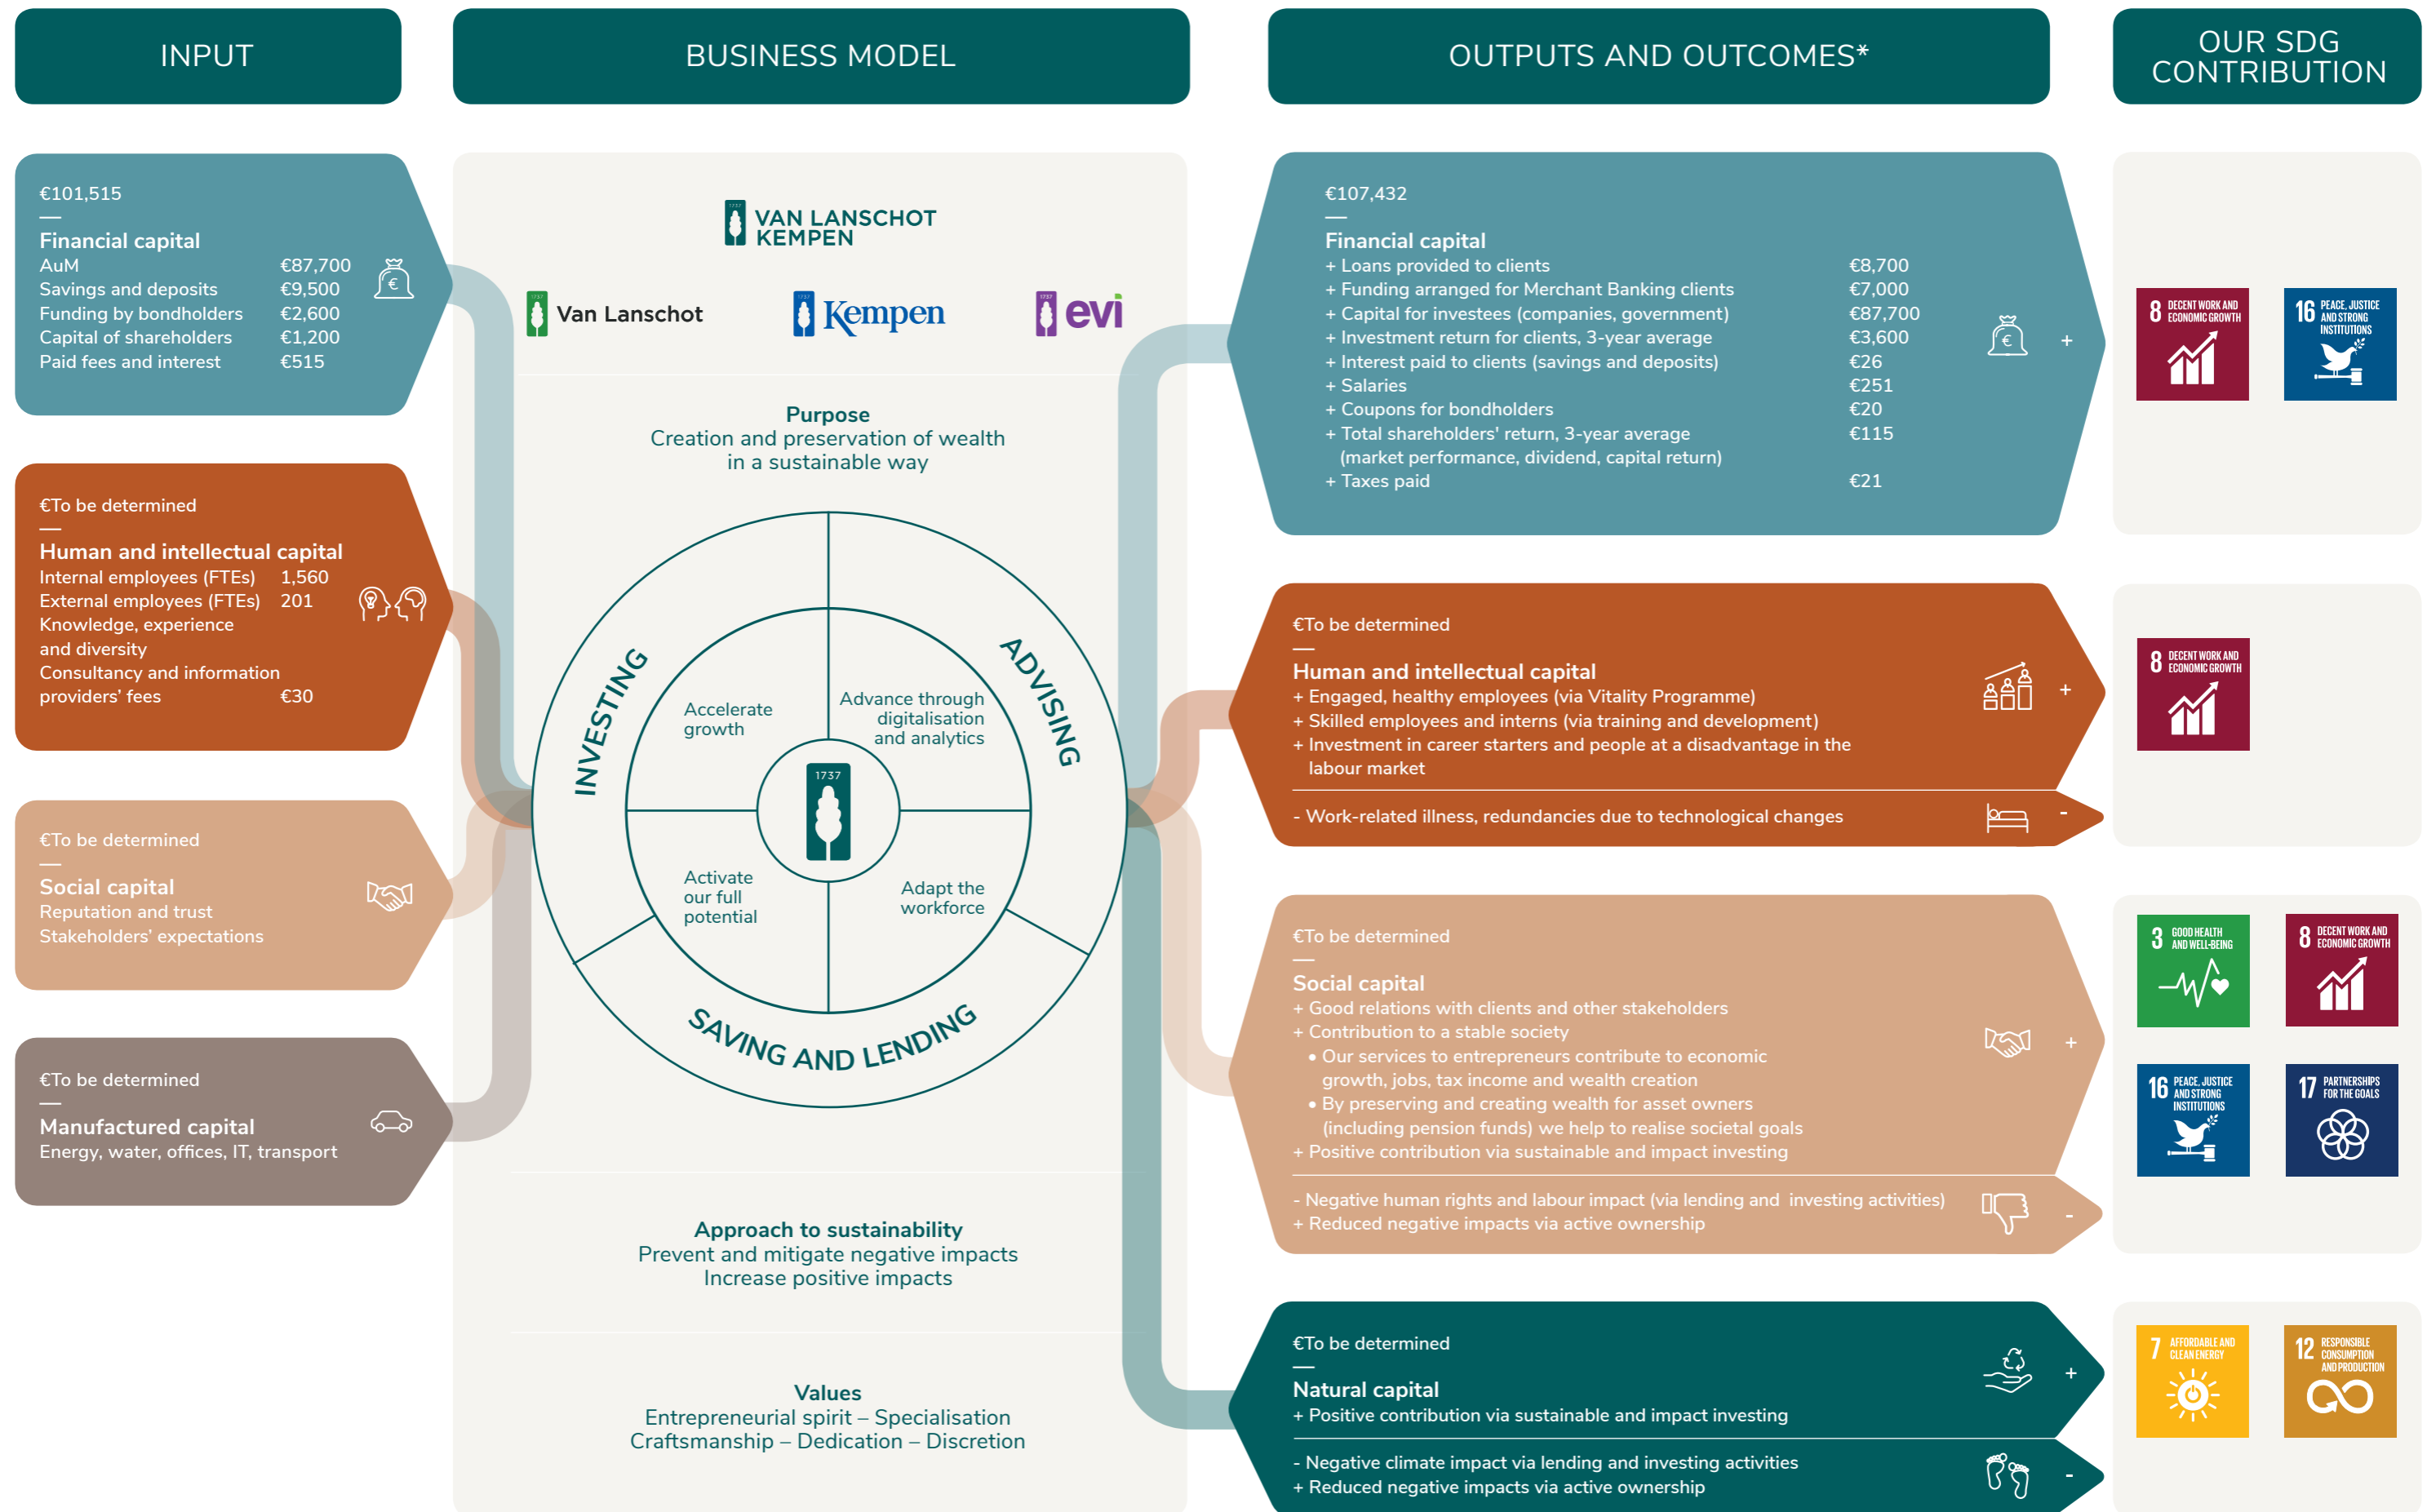 INPUT
BUSINESS MODEL
OUTPUTS AND OUTCOMES*
OUR SDG
CONTRIBUTION
€101,515
Financial capital
AuM €87,700
Savings and deposits €9,500
Funding by bondholders €2,600
Capital of shareholders €1,200
Paid fees and interest €515
€
€To be determined
Human and intellectual capital
Internal employees (FTEs) 1,560
External employees (FTEs) 201
Knowledge, experience
and diversity
Consultancy and information
providers' fees €30
€To be determined
Social capital
Reputation and trust
Stakeholders' expectations
€To be determined
Manufactured capital
Energy, water, offices, IT, transport
1737
VAN LANSCHOT
KEMPEN
1737
Van Lanschot
1737
Kempen
1737
evi
Purpose
Creation and preservation of wealth
in a sustainable way
INVESTING
ADVISING
SAVING AND LENDING
Accelerate
growth
Advance through
digitalisation
and analytics
1737
Activate
our full
potential
Adapt the
workforce
Approach to sustainability
Prevent and mitigate negative impacts
Increase positive impacts
Values
Entrepreneurial spirit – Specialisation
Craftsmanship – Dedication – Discretion
€107,432
Financial capital
+ Loans provided to clients €8,700
+ Funding arranged for Merchant Banking clients €7,000
+ Capital for investees (companies, government) €87,700
+ Investment return for clients, 3-year average €3,600
+ Interest paid to clients (savings and deposits) €26
+ Salaries €251
+ Coupons for bondholders €20
+ Total shareholders' return, 3-year average €115
(market performance, dividend, capital return)
+ Taxes paid €21
€
+
€To be determined
Human and intellectual capital
+ Engaged, healthy employees (via Vitality Programme)
+ Skilled employees and interns (via training and development)
+ Investment in career starters and people at a disadvantage in the
labour market
+
- Work-related illness, redundancies due to technological changes
-
€To be determined
Social capital
+ Good relations with clients and other stakeholders
+ Contribution to a stable society
• Our services to entrepreneurs contribute to economic
growth, jobs, tax income and wealth creation
• By preserving and creating wealth for asset owners
(including pension funds) we help to realise societal goals
+ Positive contribution via sustainable and impact investing
+
- Negative human rights and labour impact (via lending and investing activities)
+ Reduced negative impacts via active ownership
-
€To be determined
Natural capital
+ Positive contribution via sustainable and impact investing
+
- Negative climate impact via lending and investing activities
+ Reduced negative impacts via active ownership
-
8 DECENT WORK AND
ECONOMIC GROWTH
16 PEACE, JUSTICE
AND STRONG
INSTITUTIONS
8 DECENT WORK AND
ECONOMIC GROWTH
3 GOOD HEALTH
AND WELL-BEING
8 DECENT WORK AND
ECONOMIC GROWTH
16 PEACE, JUSTICE
AND STRONG
INSTITUTIONS
17 PARTNERSHIPS
FOR THE GOALS
7 AFFORDABLE AND
CLEAN ENERGY
12 RESPONSIBLE
CONSUMPTION
AND PRODUCTION